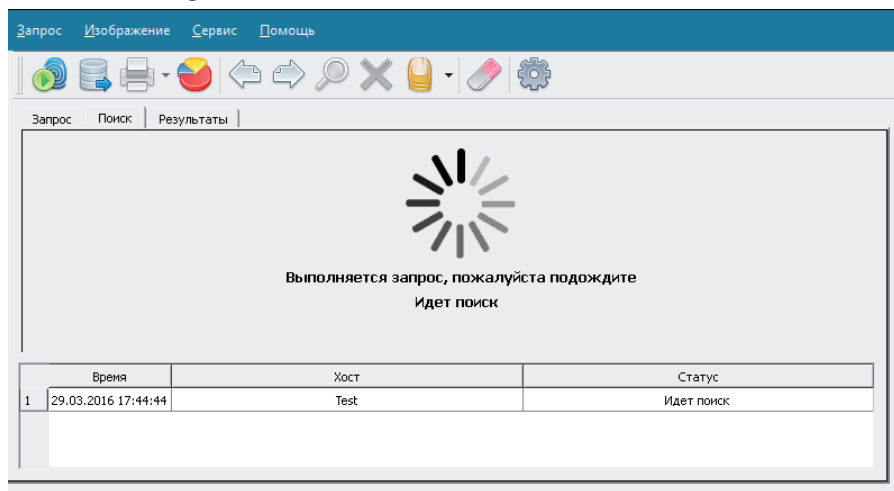 Запрос Изображение Сервис Помощь
Запрос Поиск Результаты
Выполняется запрос, пожалуйста подождите
Идет поиск
Время Хост Статус
1 29.03.2016 17:44:44 Test Идет поиск